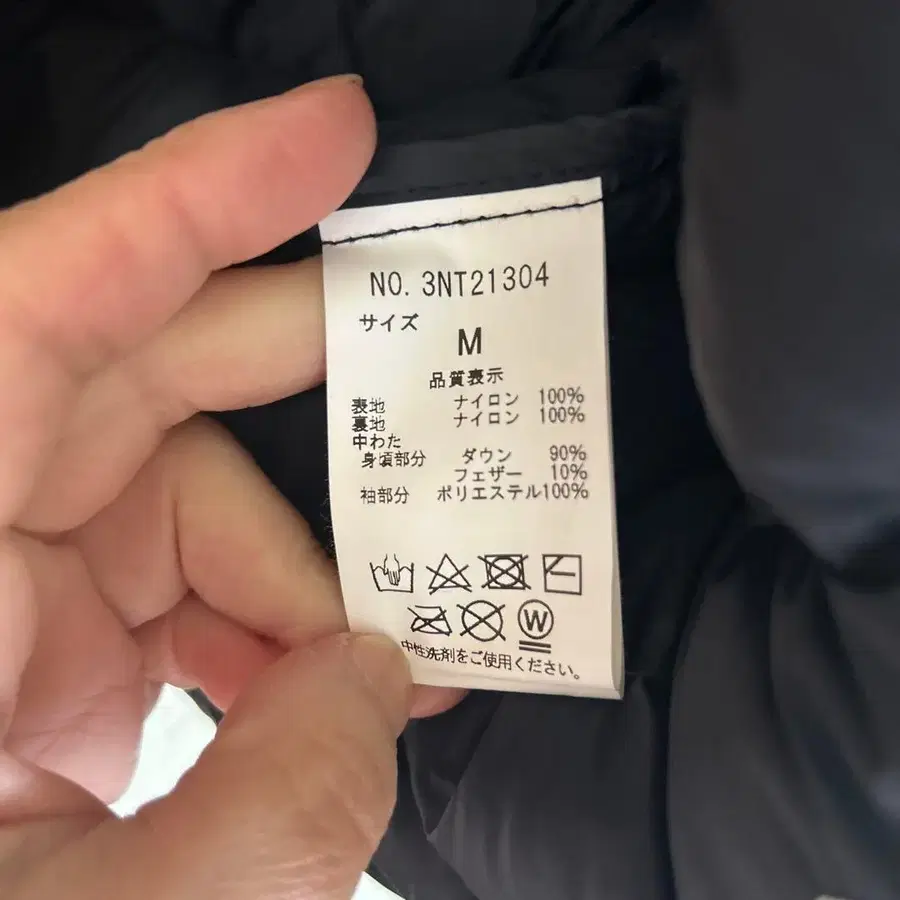 NO. 3NT21304
サイズ
M
品質表示
表地 ナイロン 100%
裏地 ナイロン 100%
中わた
身頃部分 ダウン 90%
フェザー 10%
袖部分 ポリエステル100%
W
中性洗剤をご使用ください。